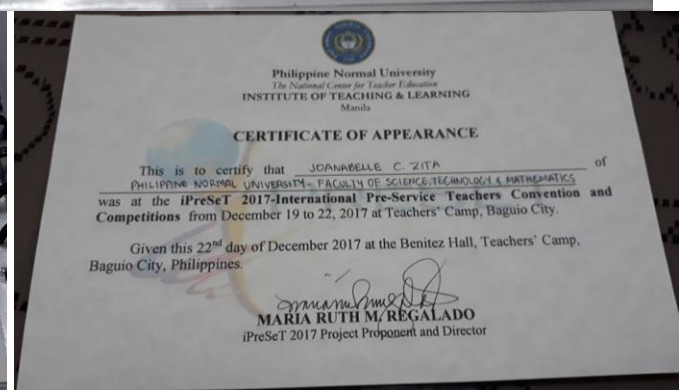 Philippine Normal University
The National Center for Teacher Education
INSTITUTE OF TEACHING & LEARNING
Manila
CERTIFICATE OF APPEARANCE
This is to certify that JOANABELLE C. ZITA of
PHILIPPINE NORMAL UNIVERSITY - FACULTY OF SCIENCE, TECHNOLOGY & MATHEMATICS
was at the iPreSeT 2017-International Pre-Service Teachers Convention and
Competitions from December 19 to 22, 2017 at Teachers' Camp, Baguio City.
Given this 22nd day of December 2017 at the Benitez Hall, Teachers' Camp,
Baguio City, Philippines.
MARIA RUTH M. REGALADO
iPreSeT 2017 Project Proponent and Director